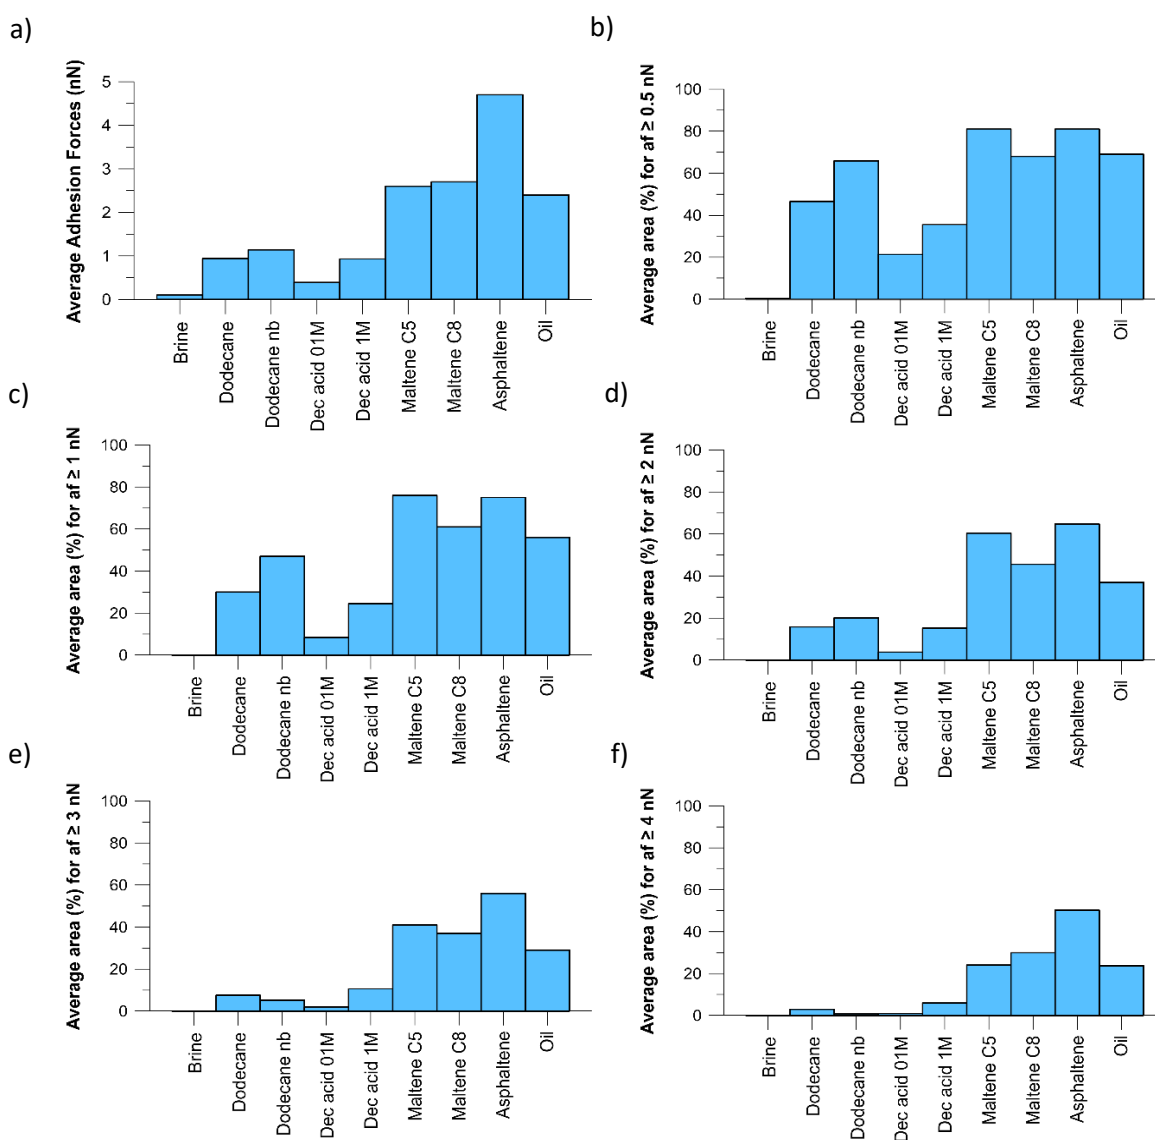 a)
Average Adhesion Forces (nN)
5
4
3
2
1
0
Brine
Dodecane
Dodecane nb
Dec acid 01M
Dec acid 1M
Maltene C5
Maltene C8
Asphaltene
Oil
b)
Average area (%) for af ≥ 0.5 nN
100
80
60
40
20
0
Brine
Dodecane
Dodecane nb
Dec acid 01M
Dec acid 1M
Maltene C5
Maltene C8
Asphaltene
Oil
c)
Average area (%) for af ≥ 1 nN
100
80
60
40
20
0
Brine
Dodecane
Dodecane nb
Dec acid 01M
Dec acid 1M
Maltene C5
Maltene C8
Asphaltene
Oil
d)
Average area (%) for af ≥ 2 nN
100
80
60
40
20
0
Brine
Dodecane
Dodecane nb
Dec acid 01M
Dec acid 1M
Maltene C5
Maltene C8
Asphaltene
Oil
e)
Average area (%) for af ≥ 3 nN
100
80
60
40
20
0
Brine
Dodecane
Dodecane nb
Dec acid 01M
Dec acid 1M
Maltene C5
Maltene C8
Asphaltene
Oil
f)
Average area (%) for af ≥ 4 nN
100
80
60
40
20
0
Brine
Dodecane
Dodecane nb
Dec acid 01M
Dec acid 1M
Maltene C5
Maltene C8
Asphaltene
Oil